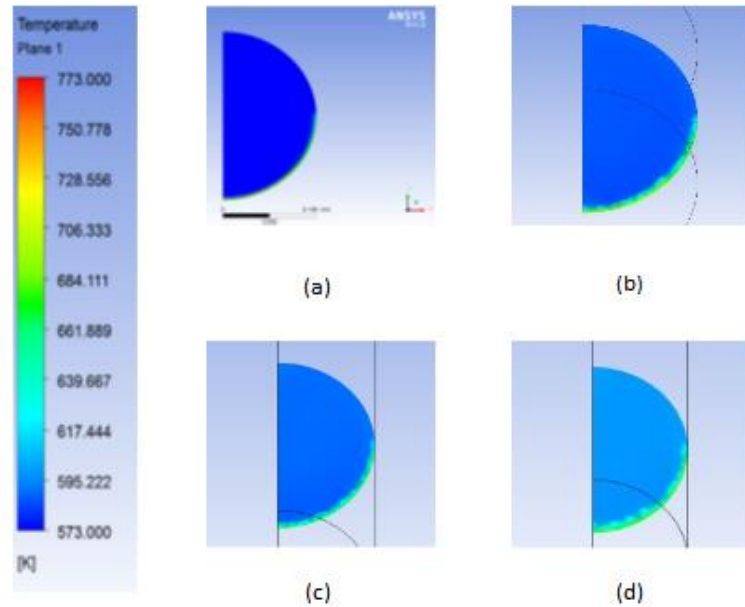 Temperature
Plane 1
773.000
750.778
728.556
706.333
684.111
661.889
639.667
617.444
595.222
573.000
[K]
ANSYS
(a)
(b)
(c)
(d)